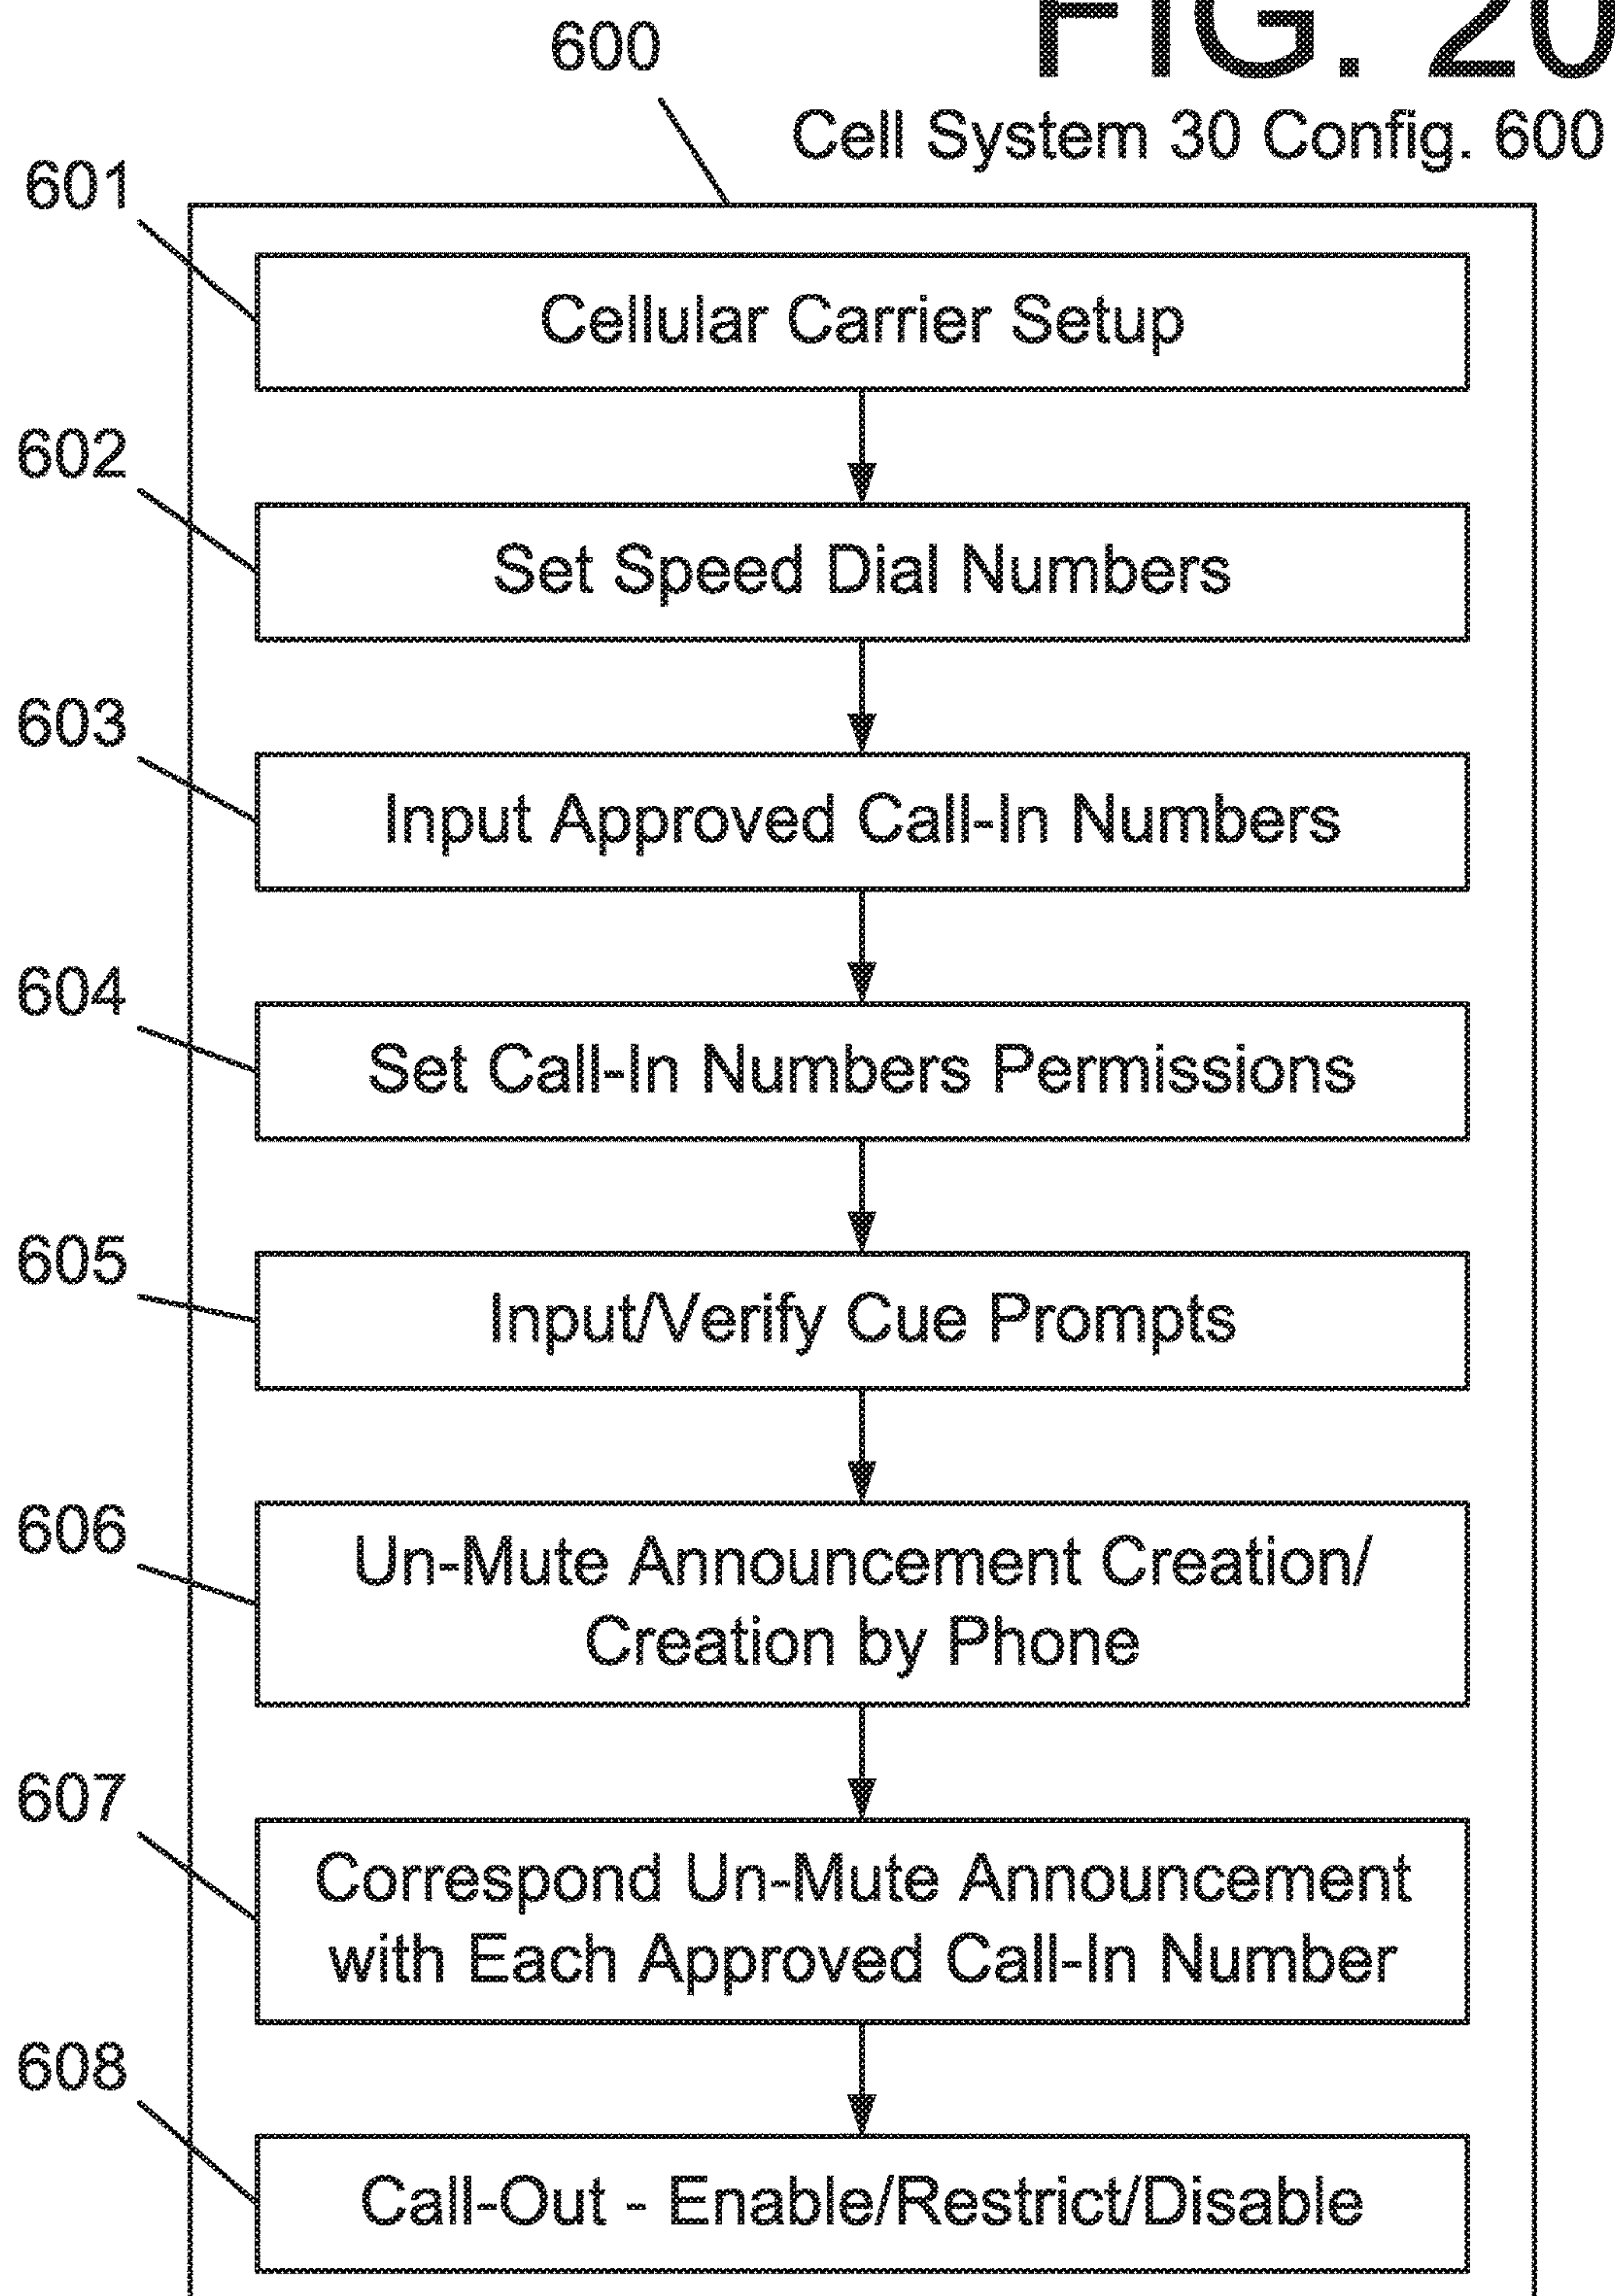 FIG. 20
600
Cell System 30 Config. 600
601
Cellular Carrier Setup
602
Set Speed Dial Numbers
603
Input Approved Call-In Numbers
604
Set Call-In Numbers Permissions
605
Input/Verify Cue Prompts
606
Un-Mute Announcement Creation/
Creation by Phone
607
Correspond Un-Mute Announcement
with Each Approved Call-In Number
608
Call-Out - Enable/Restrict/Disable